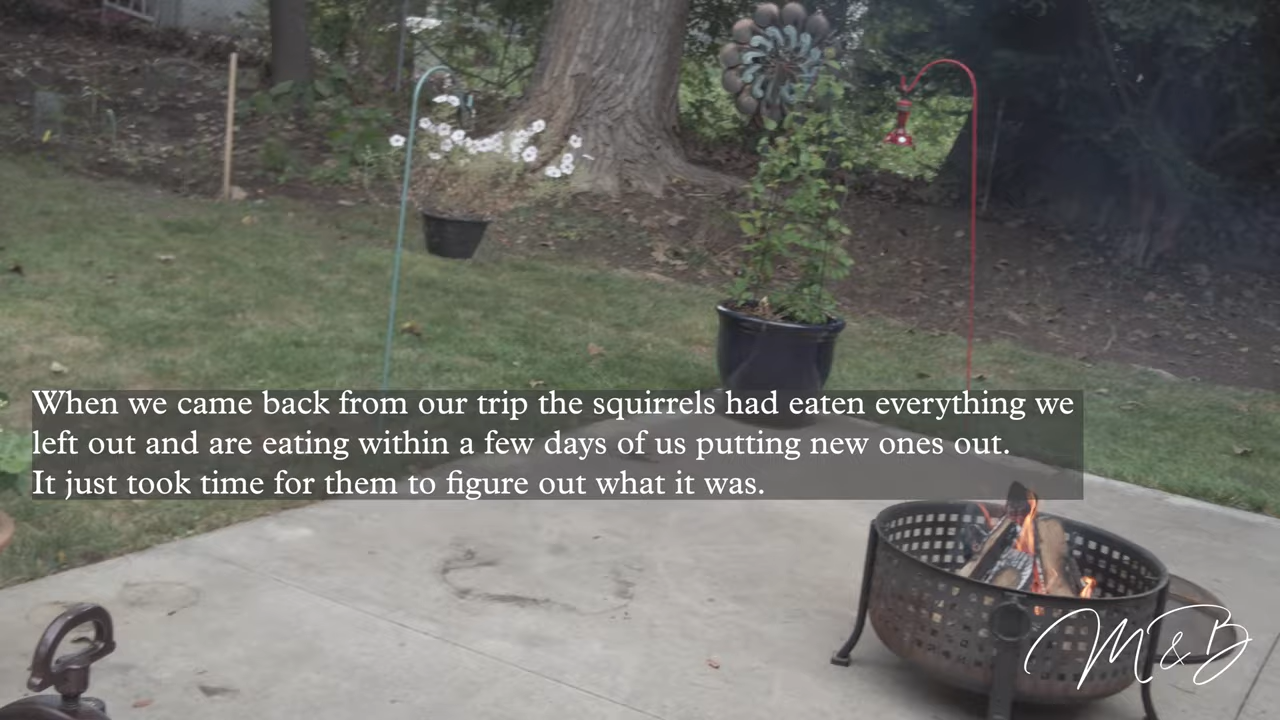 When we came back from our trip the squirrels had eaten everything we
left out and are eating within a few days of us putting new ones out.
It just took time for them to figure out what it was.
M & B